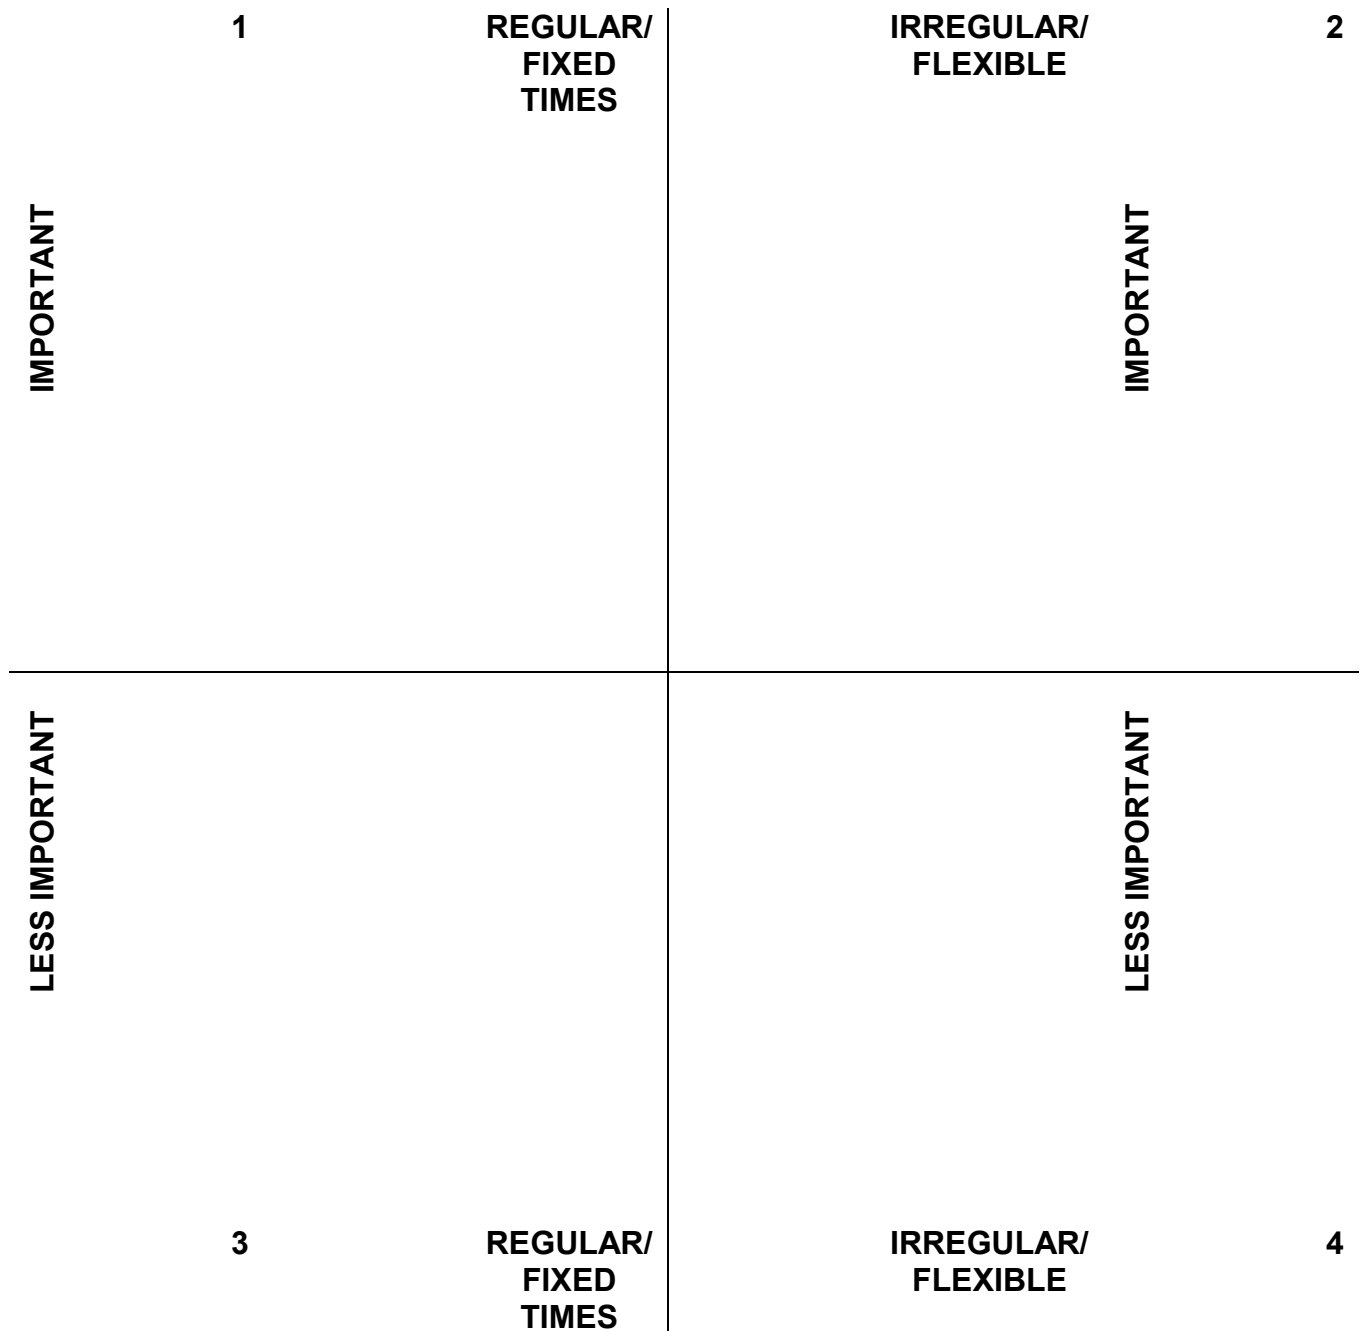 1
REGULAR/
FIXED
TIMES
IRREGULAR/
FLEXIBLE
2
IMPORTANT
IMPORTANT
LESS IMPORTANT
LESS IMPORTANT
3
REGULAR/
FIXED
TIMES
IRREGULAR/
FLEXIBLE
4